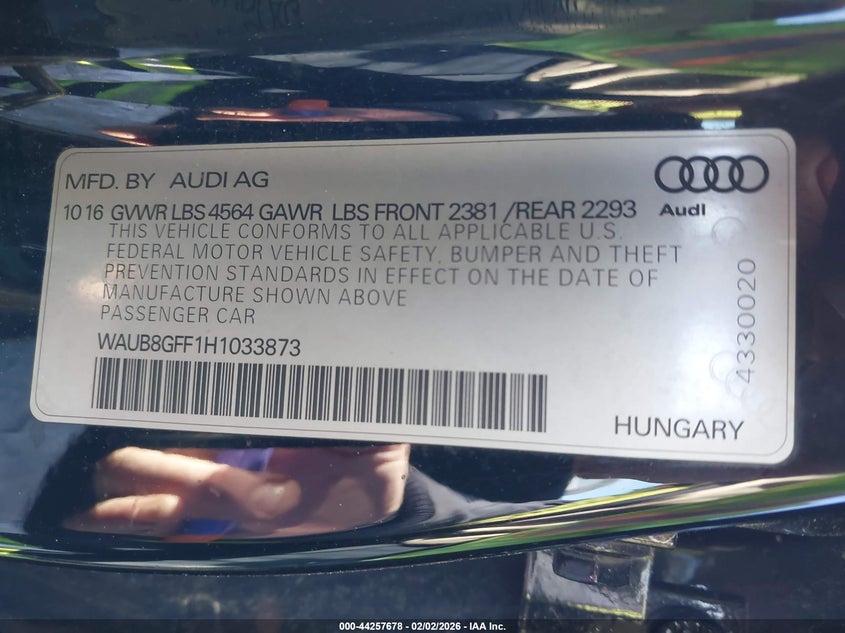 MFD. BY AUDI AG
Audi
10 16 GVWR LBS 4564 GAWR LBS FRONT 2381 /REAR 2293
THIS VEHICLE CONFORMS TO ALL APPLICABLE U.S.
FEDERAL MOTOR VEHICLE SAFETY, BUMPER AND THEFT
PREVENTION STANDARDS IN EFFECT ON THE DATE OF
MANUFACTURE SHOWN ABOVE
PASSENGER CAR
WAUB8GFF1H1033873
4330020
HUNGARY
000-44257678 - 02/02/2026 - IAA Inc.